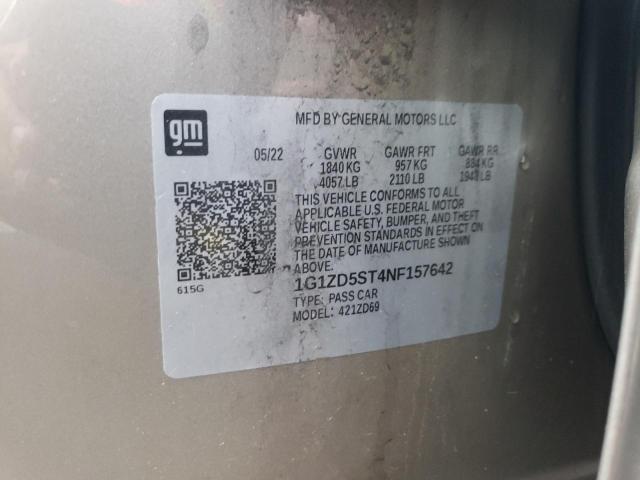 gm
MFD BY GENERAL MOTORS LLC
05/22 GVWR GAWR FRT GAWR RR
1840 KG 957 KG 884 KG
4057 LB 2110 LB 1947 LB
THIS VEHICLE CONFORMS TO ALL
APPLICABLE U.S. FEDERAL MOTOR
VEHICLE SAFETY, BUMPER, AND THEFT
PREVENTION STANDARDS IN EFFECT ON
THE DATE OF MANUFACTURE SHOWN
ABOVE.
615G
1G1ZD5ST4NF157642
TYPE: PASS CAR
MODEL: 421ZD69